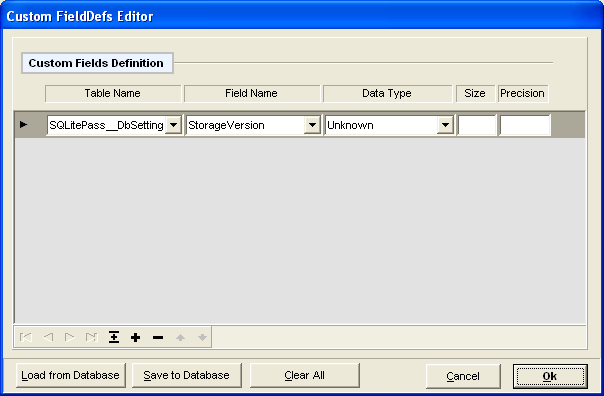 Custom FieldDefs Editor
Custom Fields Definition
Table Name Field Name Data Type Size Precision
SQLitePass__DbSetting StorageVersion Unknown
Load from Database Save to Database Clear All Cancel Ok